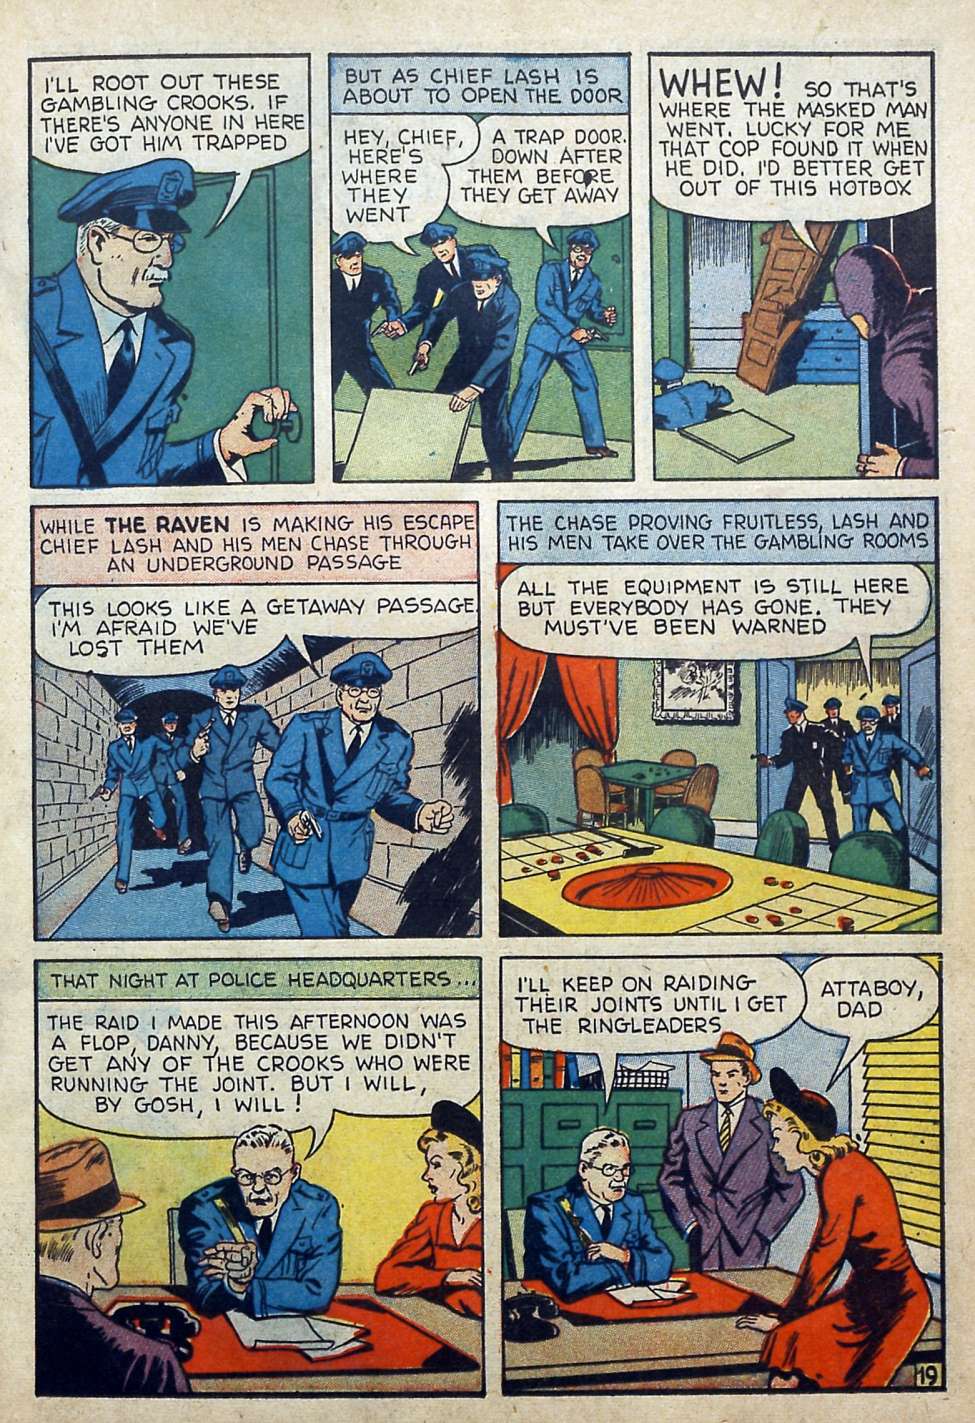 I'LL ROOT OUT THESE
GAMBLING CROOKS. IF
THERE'S ANYONE IN HERE
I'VE GOT HIM TRAPPED
BUT AS CHIEF LASH IS
ABOUT TO OPEN THE DOOR
HEY, CHIEF,
HERE'S
WHERE
THEY
WENT
A TRAP DOOR.
DOWN AFTER
THEM BEFORE
THEY GET AWAY
WHEW! SO THAT'S
WHERE THE MASKED MAN
WENT. LUCKY FOR ME
THAT COP FOUND IT WHEN
HE DID. I'D BETTER GET
OUT OF THIS HOTBOX
WHILE THE RAVEN IS MAKING HIS ESCAPE
CHIEF LASH AND HIS MEN CHASE THROUGH
AN UNDERGROUND PASSAGE
THIS LOOKS LIKE A GETAWAY PASSAGE.
I'M AFRAID WE'VE
LOST THEM
THE CHASE PROVING FRUITLESS, LASH AND
HIS MEN TAKE OVER THE GAMBLING ROOMS
ALL THE EQUIPMENT IS STILL HERE
BUT EVERYBODY HAS GONE. THEY
MUST'VE BEEN WARNED
THAT NIGHT AT POLICE HEADQUARTERS...
THE RAID I MADE THIS AFTERNOON WAS
A FLOP, DANNY, BECAUSE WE DIDN'T
GET ANY OF THE CROOKS WHO WERE
RUNNING THE JOINT. BUT I WILL,
BY GOSH, I WILL!
I'LL KEEP ON RAIDING
THEIR JOINTS UNTIL I GET
THE RINGLEADERS
ATTABOY,
DAD
19